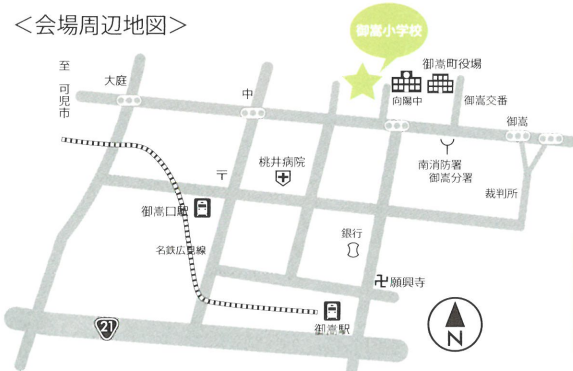 <会場周辺地図>
御嵩小学校
御嵩町役場
至 可児市
大庭
中
向陽中
御嵩交番
御嵩
南消防署
御嵩分署
桃井病院
〒
裁判所
御嵩口駅
銀行
名鉄広見線
卍願興寺
御嵩駅
21
N